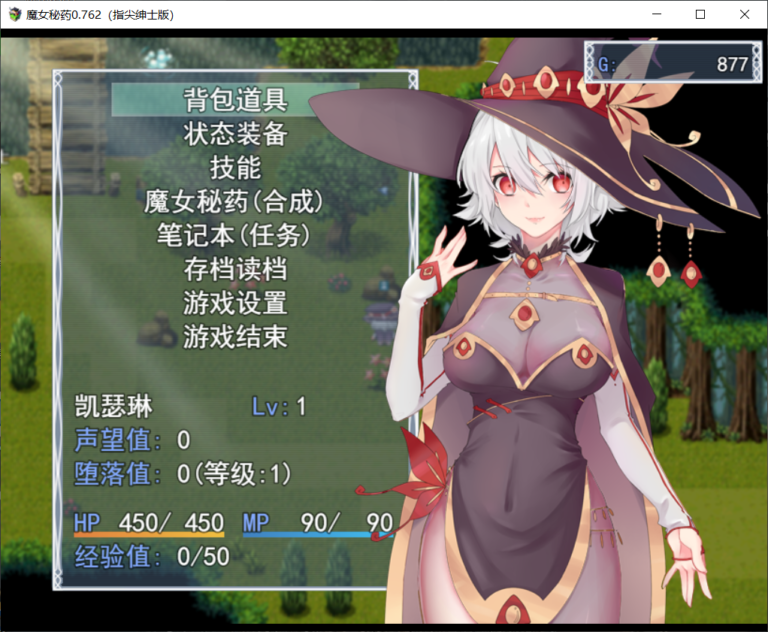 魔女秘药0.762（指尖绅士版）
G: 877
背包道具
状态装备
技能
魔女秘药(合成)
笔记本(任务)
存档读档
游戏设置
游戏结束
凯瑟琳 Lv:1
声望值: 0
堕落值: 0(等级:1)
HP 450/ 450 MP 90/ 90
经验值: 0/50